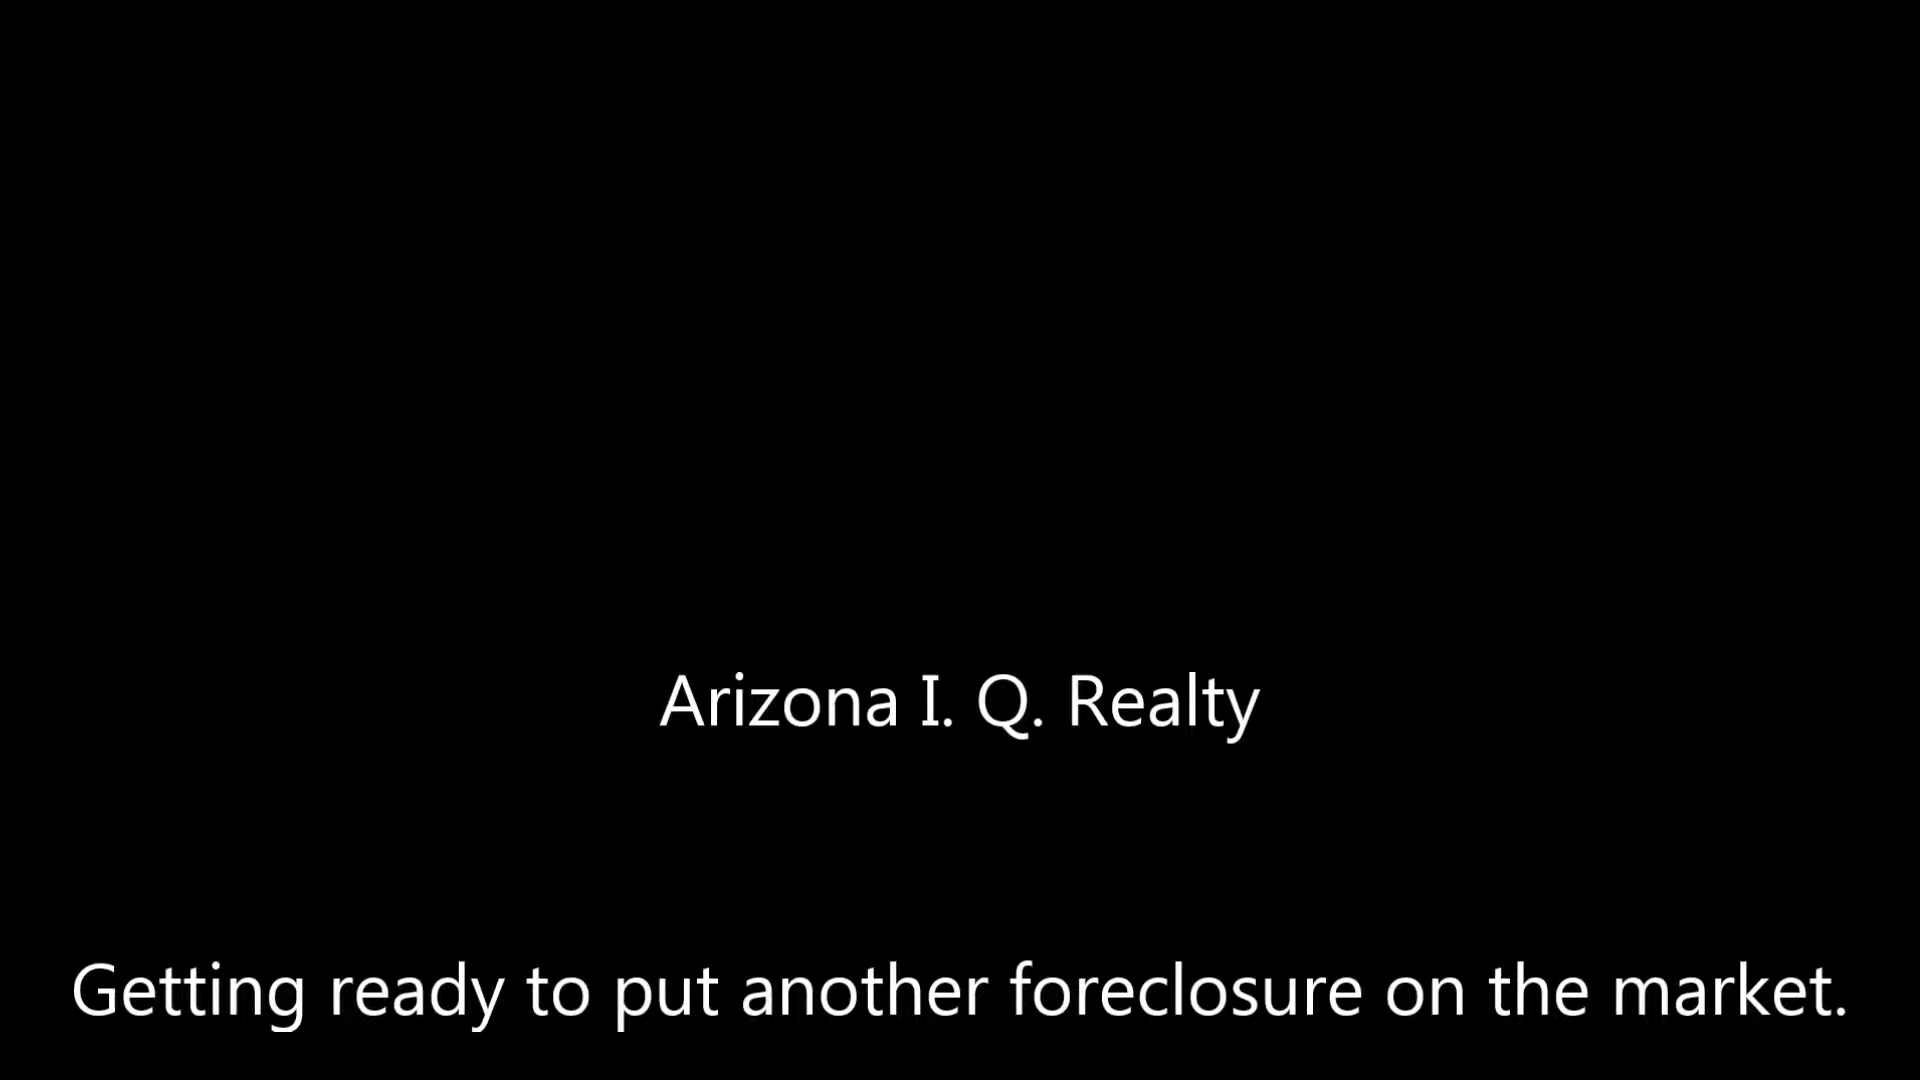 Arizona I. Q. Realty
Getting ready to put another foreclosure on the market.